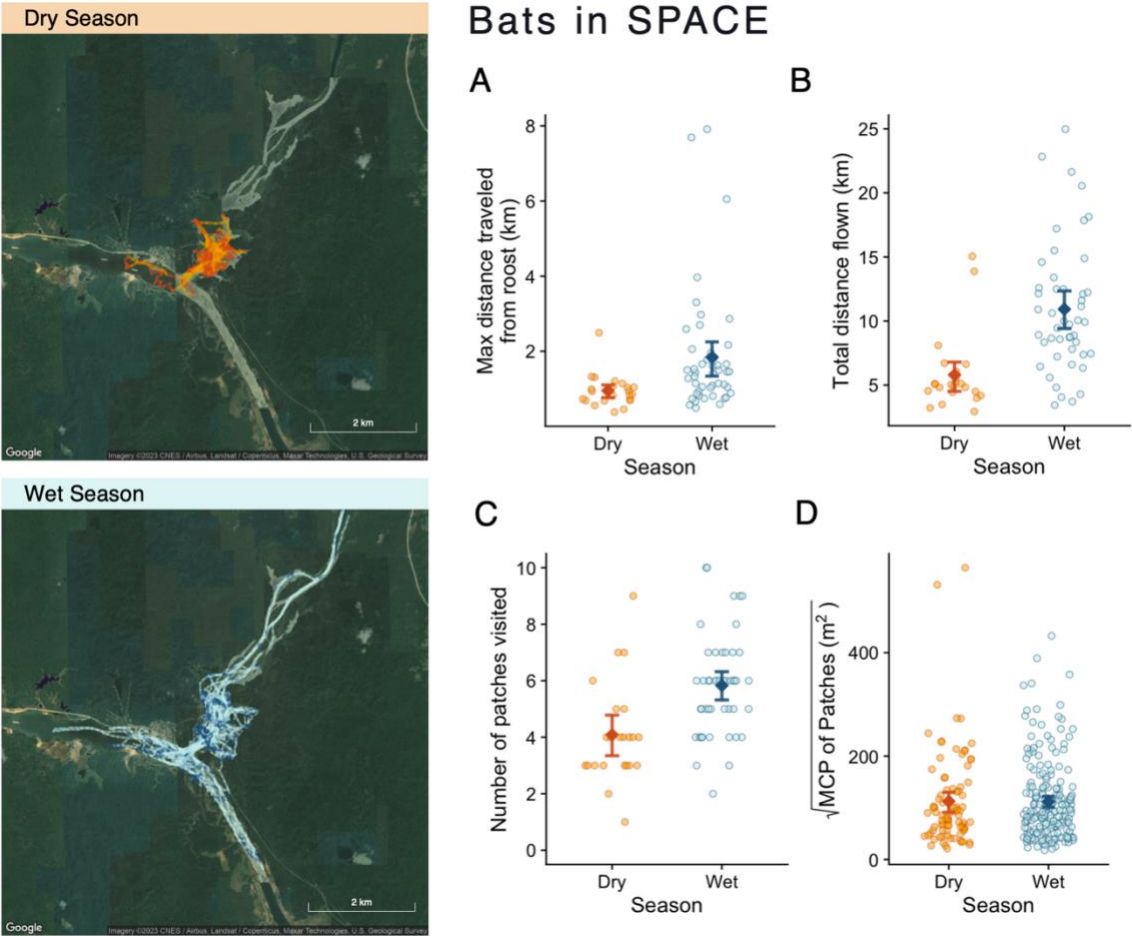 Dry Season
Bats in SPACE
2 km
Google
Imagery ©2023 CNES / Airbus, Landsat / Copernicus, Maxar Technologies, U.S. Geological Survey
A
Max distance traveled
from roost (km)
8
6
4
2
Dry
Wet
Season
B
Total distance flown (km)
25
20
15
10
5
Dry
Wet
Season
Wet Season
2 km
Google
Imagery ©2023 CNES / Airbus, Landsat / Copernicus, Maxar Technologies, U.S. Geological Survey
C
Number of patches visited
10
8
6
4
2
0
Dry
Wet
Season
D
√MCP of Patches (m²)
400
200
0
Dry
Wet
Season